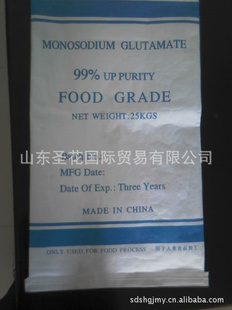 MONOSODIUM GLUTAMATE
99% UP PURITY
FOOD GRADE
NET WEIGHT:25KGS
山东圣花国际贸易有限公司
MFG Date:
Date Of Exp.: Three Years
MADE IN CHINA
ONLY USED FOR FOOD PROCESS
sdshgjmy.cn.alibaba.com